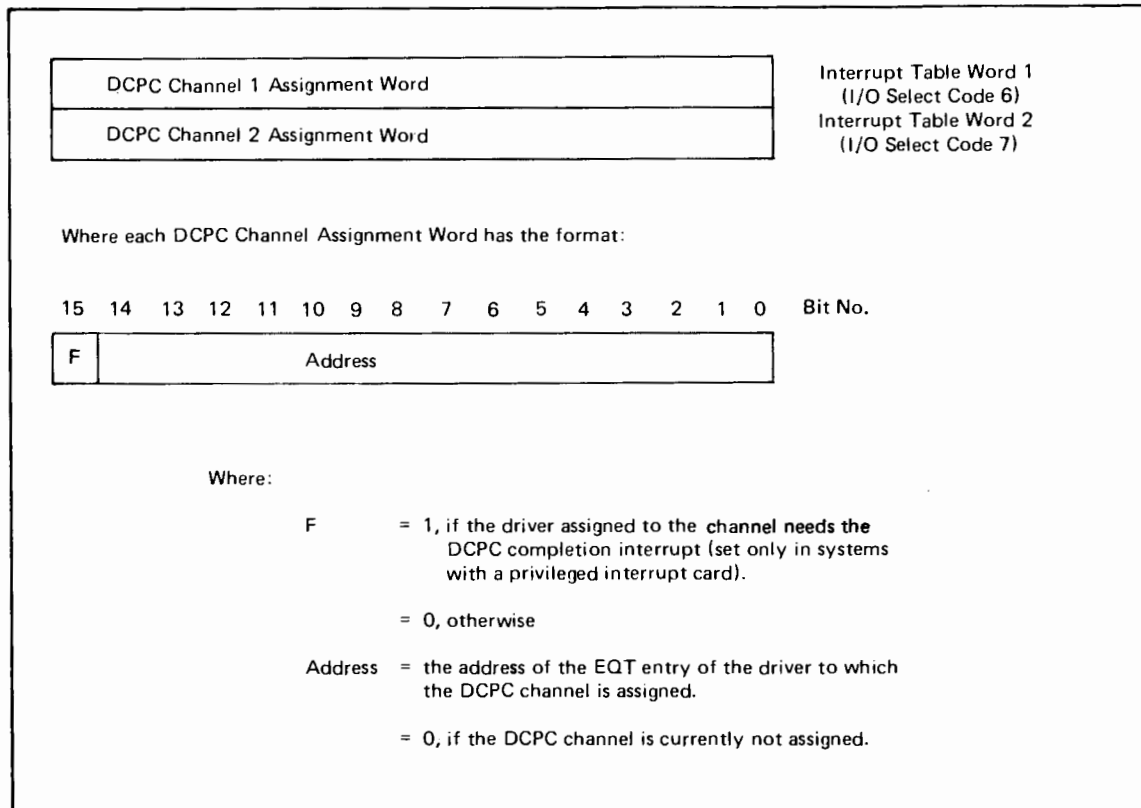 DCPC Channel 1 Assignment Word
Interrupt Table Word 1
(I/O Select Code 6)
DCPC Channel 2 Assignment Word
Interrupt Table Word 2
(I/O Select Code 7)
Where each DCPC Channel Assignment Word has the format:
15 14 13 12 11 10 9 8 7 6 5 4 3 2 1 0 Bit No.
F Address
Where:
F = 1, if the driver assigned to the channel needs the
DCPC completion interrupt (set only in systems
with a privileged interrupt card).
= 0, otherwise
Address = the address of the EQT entry of the driver to which
the DCPC channel is assigned.
= 0, if the DCPC channel is currently not assigned.